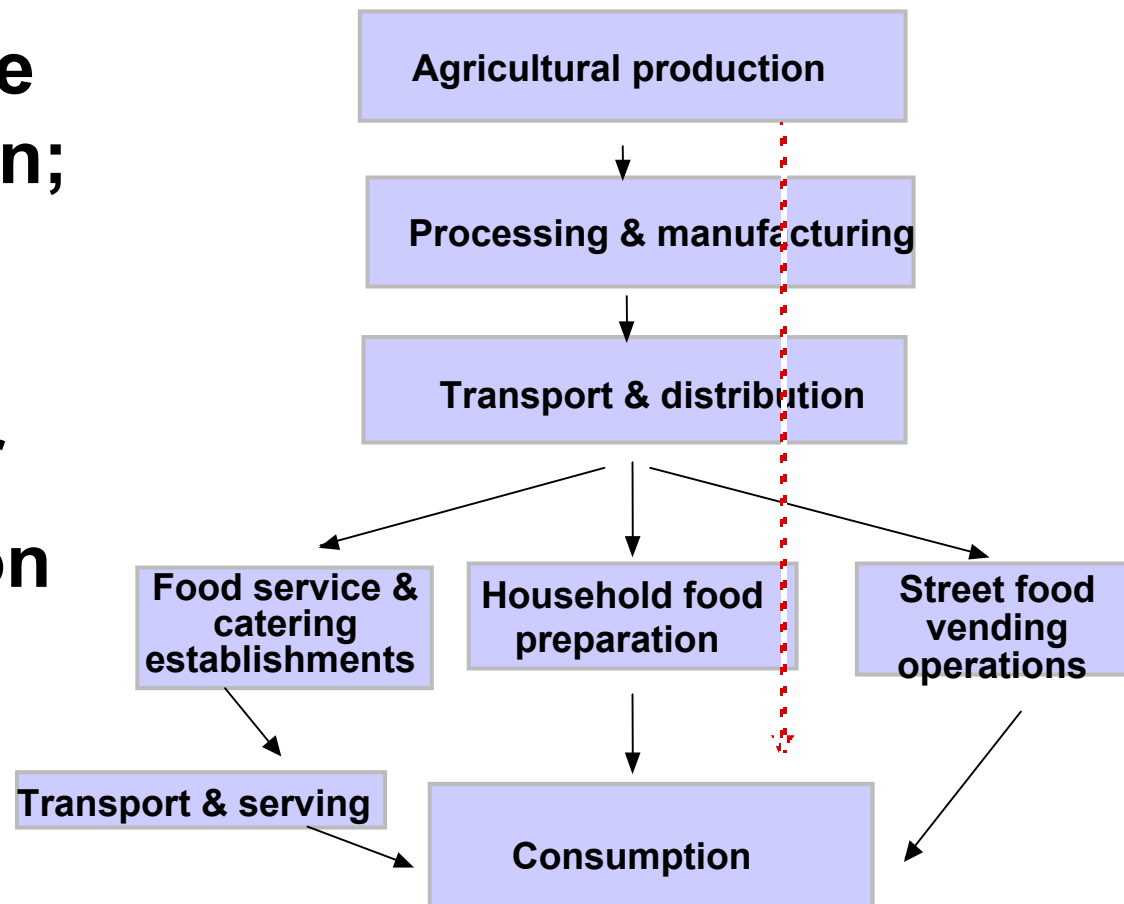 e
n;
on
Agricultural production
Processing & manufacturing
Transport & distribution
Food service &
catering
establishments
Household food
preparation
Street food
vending
operations
Transport & serving
Consumption